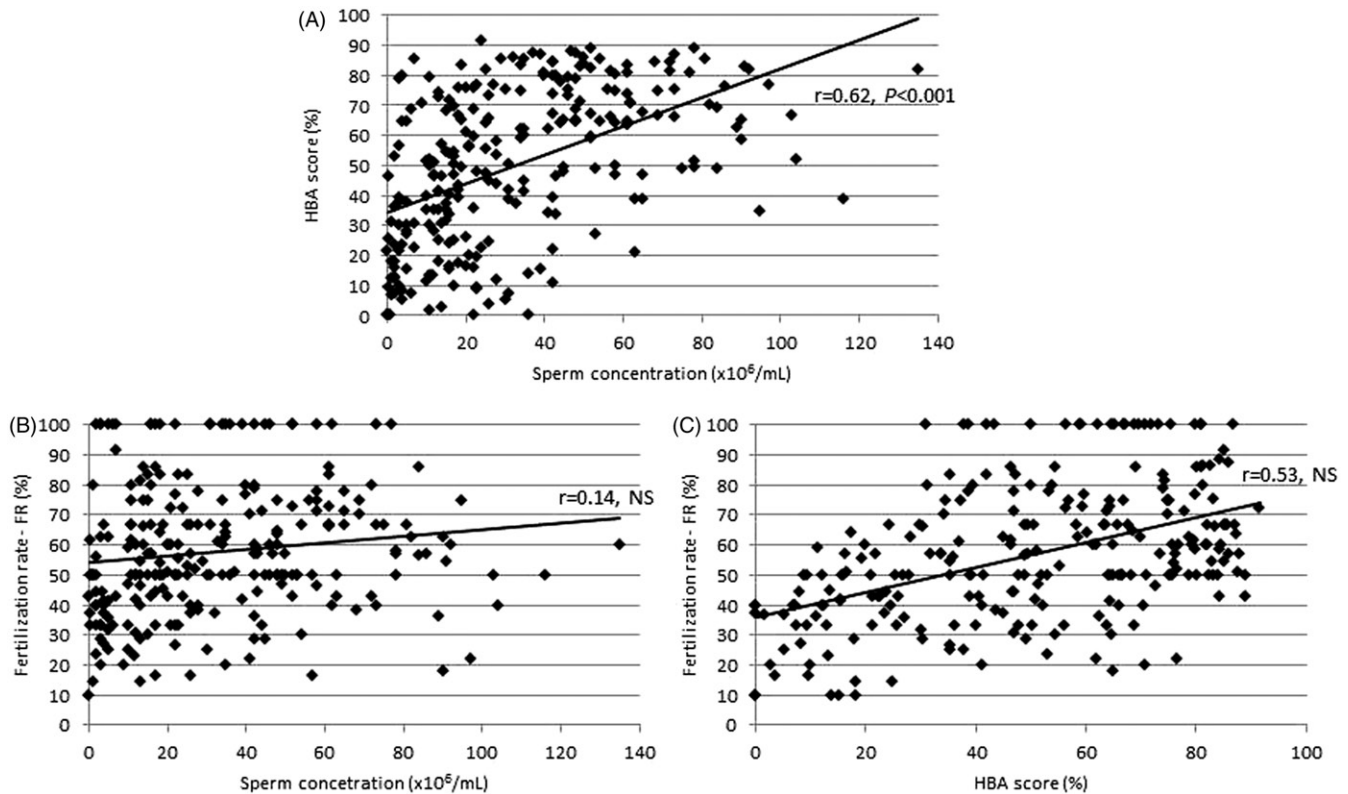 (A)
100
90
80
70
60
50
40
30
20
10
0
HBA score (%)
r=0.62, P<0.001
0 20 40 60 80 100 120 140
Sperm concentration (x10⁶/mL)
(B)
100
90
80
70
60
50
40
30
20
10
0
Fertilization rate- FR (%)
r=0.14, NS
0 20 40 60 80 100 120 140
Sperm concetration (x10⁶/mL)
(C)
100
90
80
70
60
50
40
30
20
10
0
Fertilization rate- FR (%)
r=0.53, NS
0 20 40 60 80 100
HBA score (%)